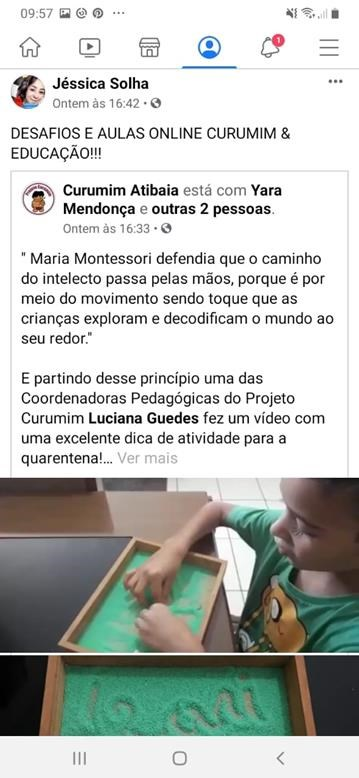 09:57
1
Jéssica Solha
Ontem às 16:42
DESAFIOS E AULAS ONLINE CURUMIM &
EDUCAÇÃO!!!
Curumim Atibaia está com Yara
Mendonça e outras 2 pessoas.
Ontem às 16:33
" Maria Montessori defendia que o caminho
do intelecto passa pelas mãos, porque é por
meio do movimento sendo toque que as
crianças exploram e decodificam o mundo ao
seu redor."
E partindo desse princípio uma das
Coordenadoras Pedagógicas do Projeto
Curumim Luciana Guedes fez um vídeo com
uma excelente dica de atividade para a
quarentena!... Ver mais